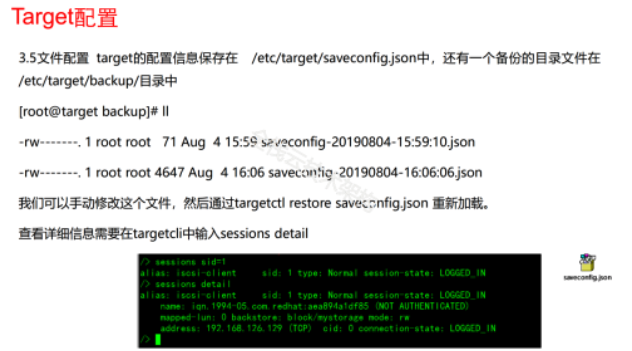 Target配置
3.5文件配置 target的配置信息保存在 /etc/target/saveconfig.json中，还有一个备份的目录文件在
/etc/target/backup/目录中
[root@target backup]# ll
-rw-------. 1 root root 71 Aug 4 15:59 saveconfig-20190804-15:59:10.json
-rw-------. 1 root root 4647 Aug 4 16:06 saveconfig-20190804-16:06:06.json
我们可以手动修改这个文件，然后通过targetctl restore saveconfig.json 重新加载。
查看详细信息需要在targetcli中输入sessions detail
/> sessions sid=1
alias: iscsi-client sid: 1 type: Normal session-state: LOGGED_IN
/> sessions detail
alias: iscsi-client sid: 1 type: Normal session-state: LOGGED_IN
name: iqn.1994-05.com.redhat:aea894a1df85 (NOT AUTHENTICATED)
mapped-lun: 0 backstore: block/mystorage mode: rw
address: 192.168.126.129 (TCP) cid: 0 connection-state: LOGGED_IN
/>
saveconfig.json